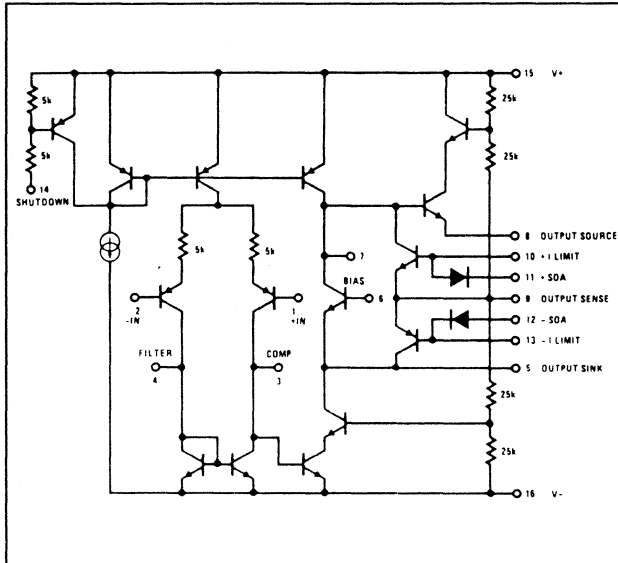 15 V+
5k
25k
5k
25k
14
SHUTDOWN
8 OUTPUT SOURCE
5k
5k
7
10 + I LIMIT
11 + SOA
BIAS
6
9 OUTPUT SENSE
2
-IN
1
+IN
12 - SOA
13 - I LIMIT
FILTER
4
COMP
3
5 OUTPUT SINK
25k
25k
16 V-